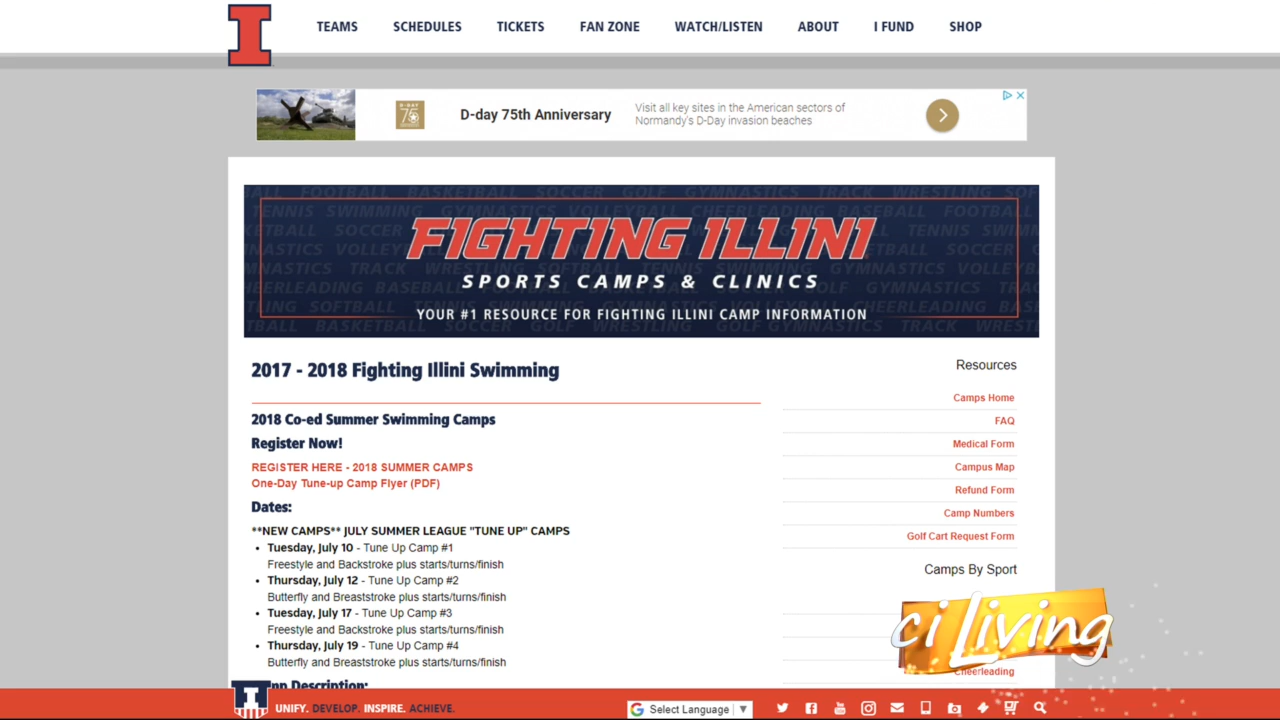 I
TEAMS SCHEDULES TICKETS FAN ZONE WATCH/LISTEN ABOUT I FUND SHOP
D-DAY
75
D-day 75th Anniversary
Visit all key sites in the American sectors of
Normandy's D-Day invasion beaches
FIGHTING ILLINI
SPORTS CAMPS & CLINICS
YOUR #1 RESOURCE FOR FIGHTING ILLINI CAMP INFORMATION
2017 - 2018 Fighting Illini Swimming
2018 Co-ed Summer Swimming Camps
Register Now!
REGISTER HERE - 2018 SUMMER CAMPS
One-Day Tune-up Camp Flyer (PDF)
Dates:
**NEW CAMPS** JULY SUMMER LEAGUE "TUNE UP" CAMPS
• Tuesday, July 10 - Tune Up Camp #1
Freestyle and Backstroke plus starts/turns/finish
• Thursday, July 12 - Tune Up Camp #2
Butterfly and Breaststroke plus starts/turns/finish
• Tuesday, July 17 - Tune Up Camp #3
Freestyle and Backstroke plus starts/turns/finish
• Thursday, July 19 - Tune Up Camp #4
Butterfly and Breaststroke plus starts/turns/finish
Description:
Resources
Camps Home
FAQ
Medical Form
Campus Map
Refund Form
Camp Numbers
Golf Cart Request Form
Camps By Sport
ci Living
Cheerleading
I
UNIFY. DEVELOP. INSPIRE. ACHIEVE.
G Select Language ▼